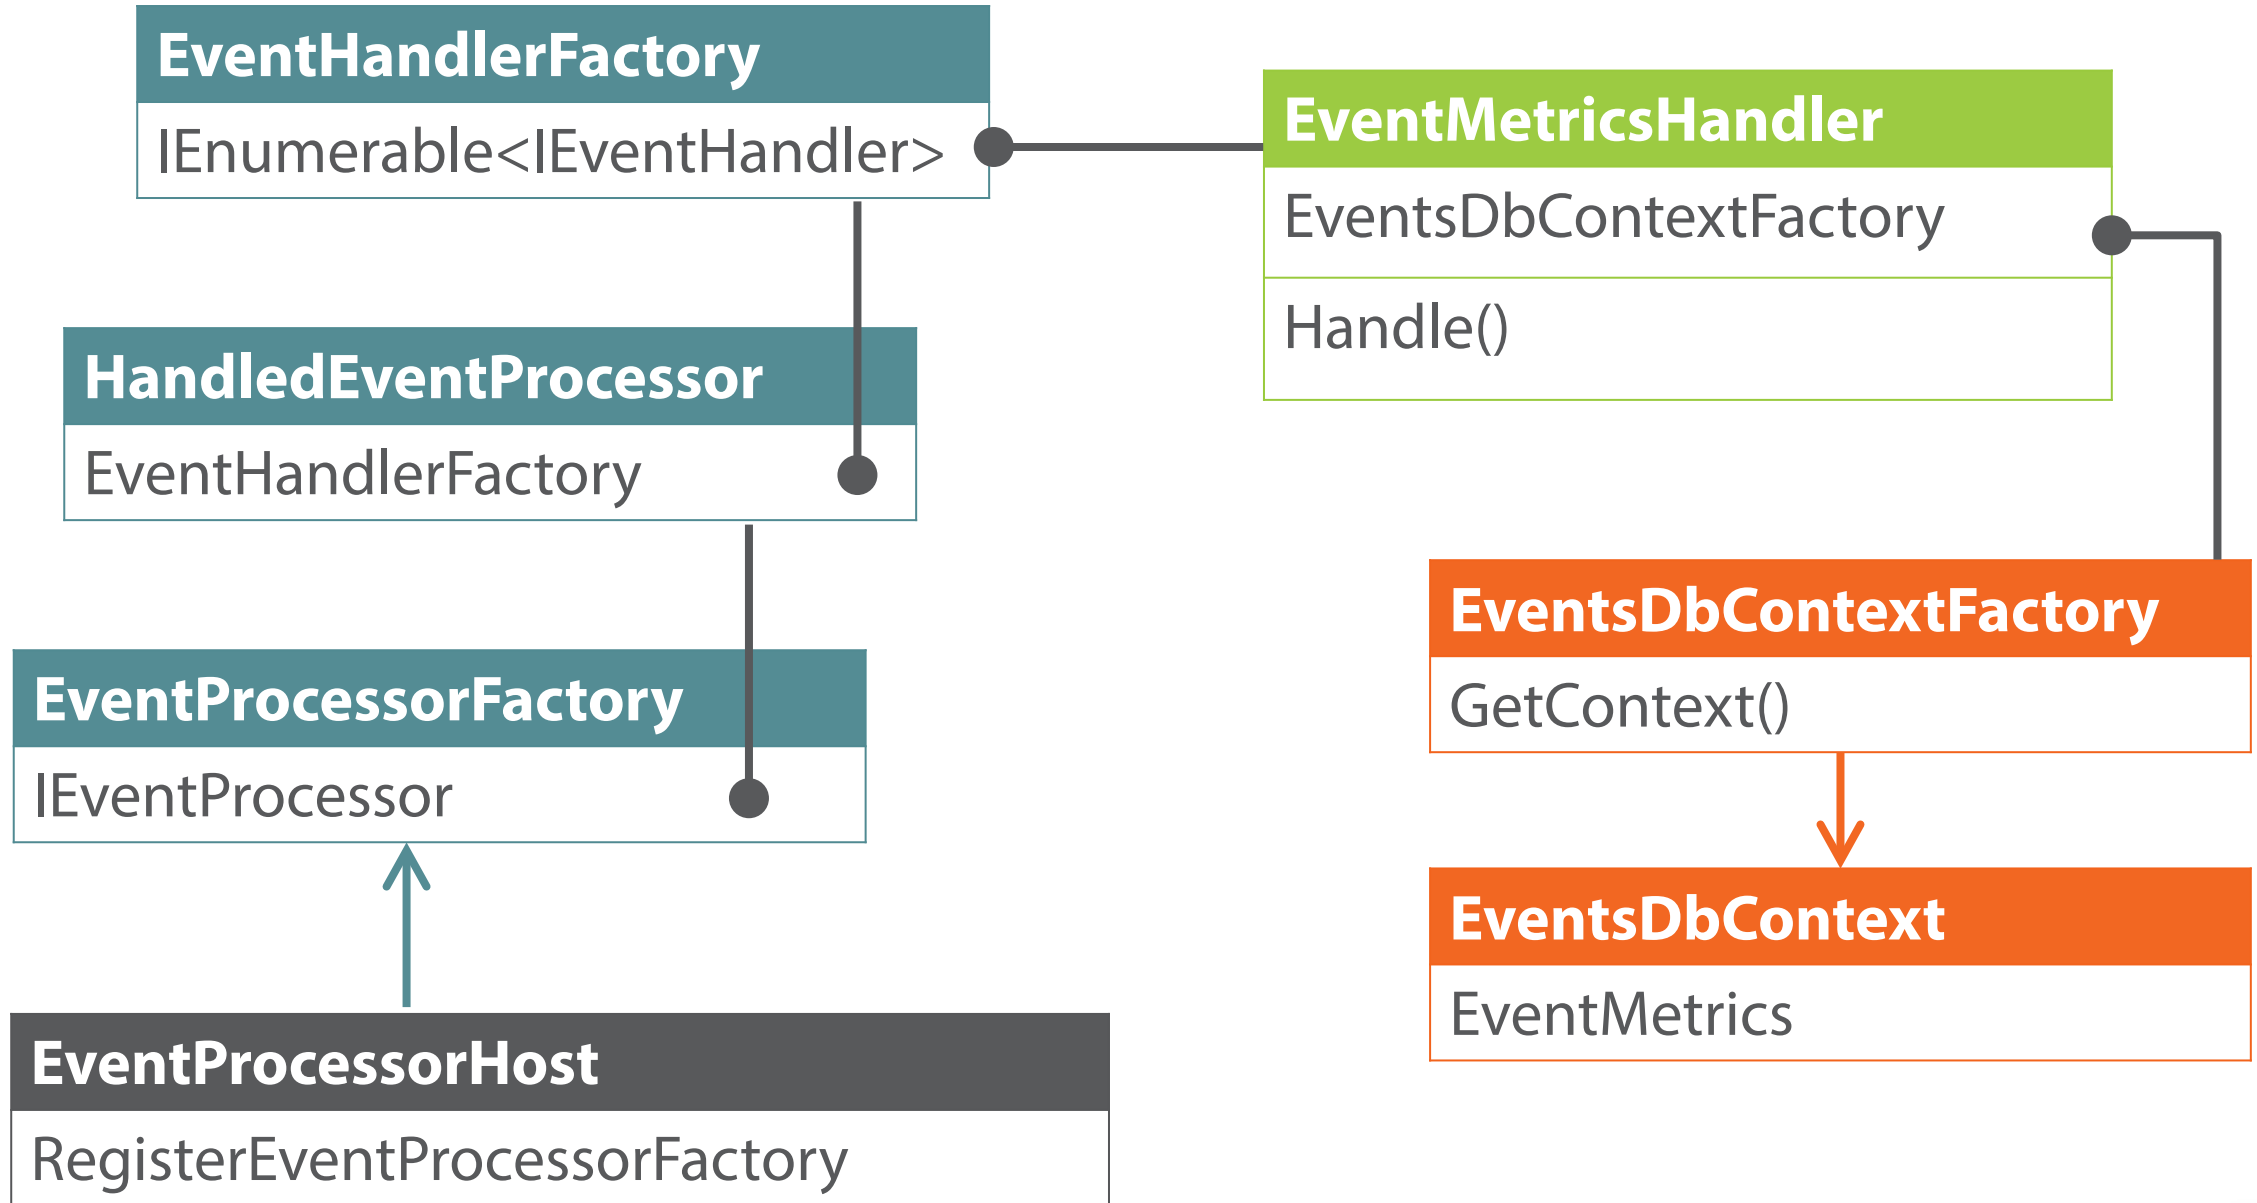 EventHandlerFactory
IEnumerable<IEventHandler>
HandledEventProcessor
EventHandlerFactory
EventProcessorFactory
IEventProcessor
EventProcessorHost
RegisterEventProcessorFactory
EventMetricsHandler
EventsDbContextFactory
Handle()
EventsDbContextFactory
GetContext()
EventsDbContext
EventMetrics